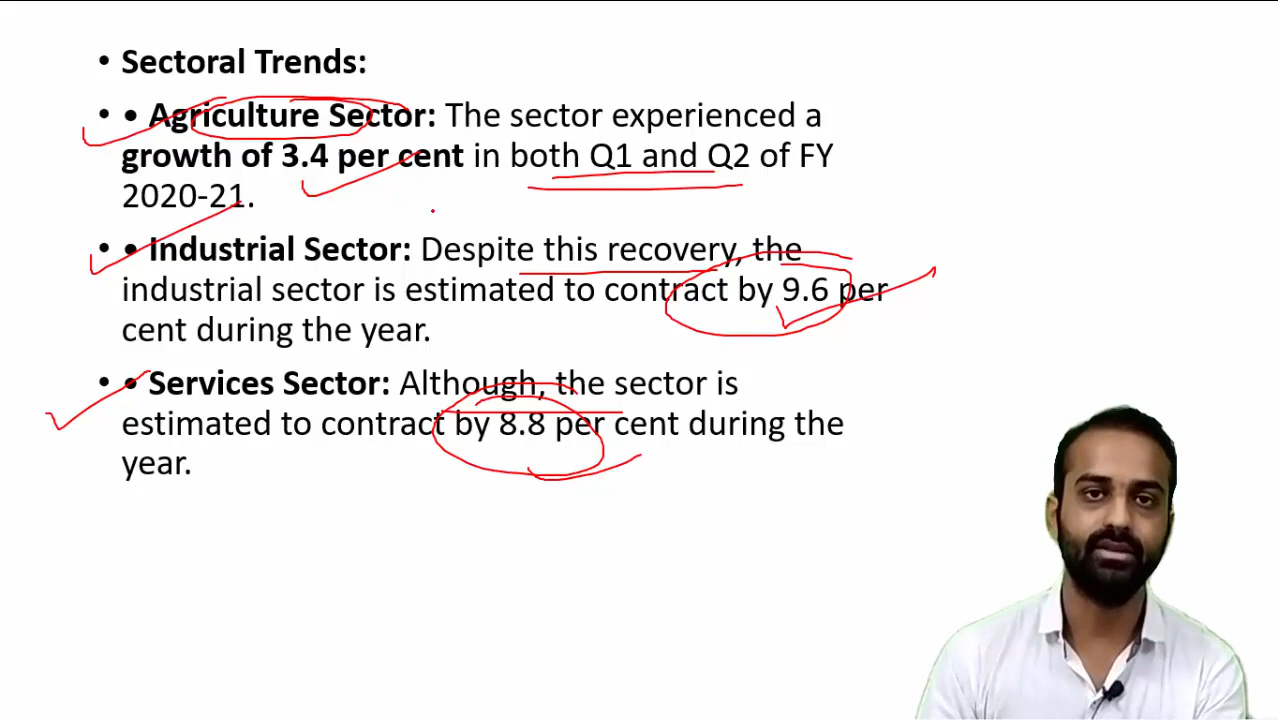 • Sectoral Trends:
• • Agriculture Sector: The sector experienced a
growth of 3.4 per cent in both Q1 and Q2 of FY
2020-21.
• • Industrial Sector: Despite this recovery, the
industrial sector is estimated to contract by 9.6 per
cent during the year.
• • Services Sector: Although, the sector is
estimated to contract by 8.8 per cent during the
year.